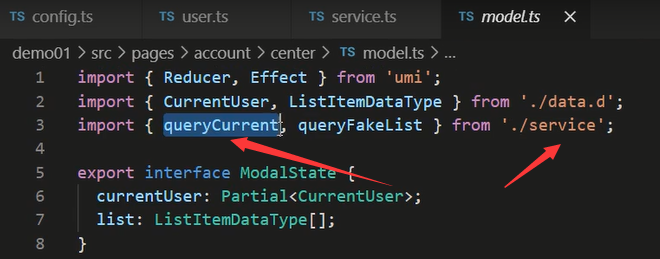 TS config.ts TS user.ts TS service.ts TS model.ts
demo01 > src > pages > account > center > TS model.ts > ...
1 import { Reducer, Effect } from 'umi';
2 import { CurrentUser, ListItemDataType } from './data.d';
3 import { queryCurrent, queryFakeList } from './service';
4
5 export interface ModalState {
6 currentUser: Partial<CurrentUser>;
7 list: ListItemDataType[];
8 }